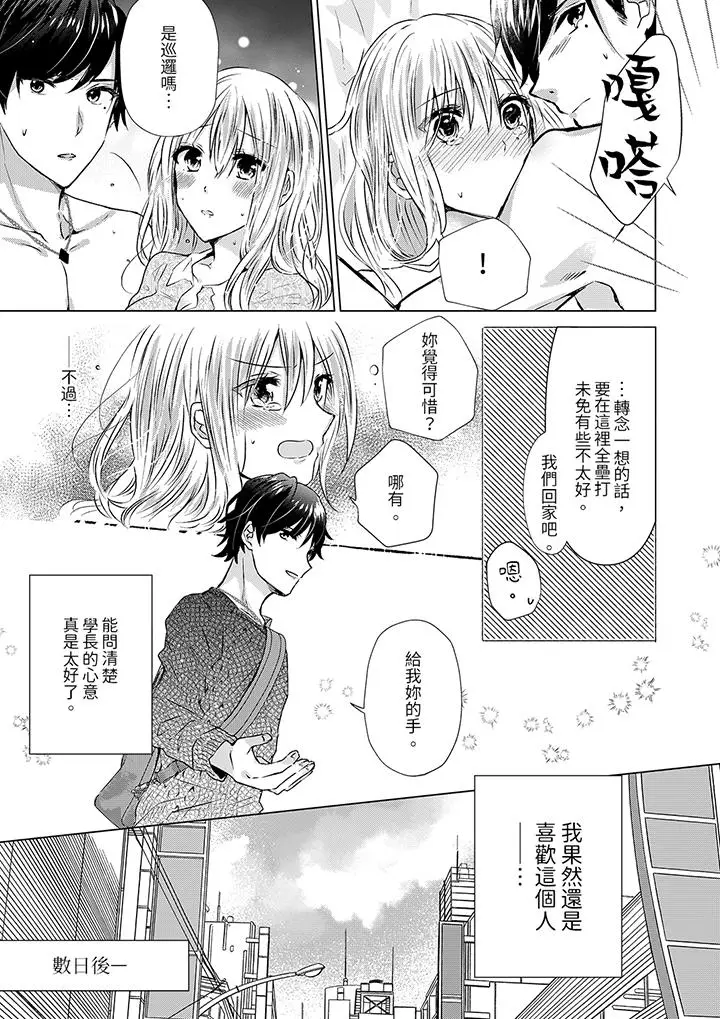 嘎嗒
！
是巡邏嗎…
…轉念一想的話，
要在這裡全壘打
未免有些不太好。
我們回家吧。
嗯。
妳覺得可惜？
哪有。
——不過…
給我妳的手。
能問清楚
學長的心意
真是太好了。
我果然還是
喜歡這個人
——…
數日後—